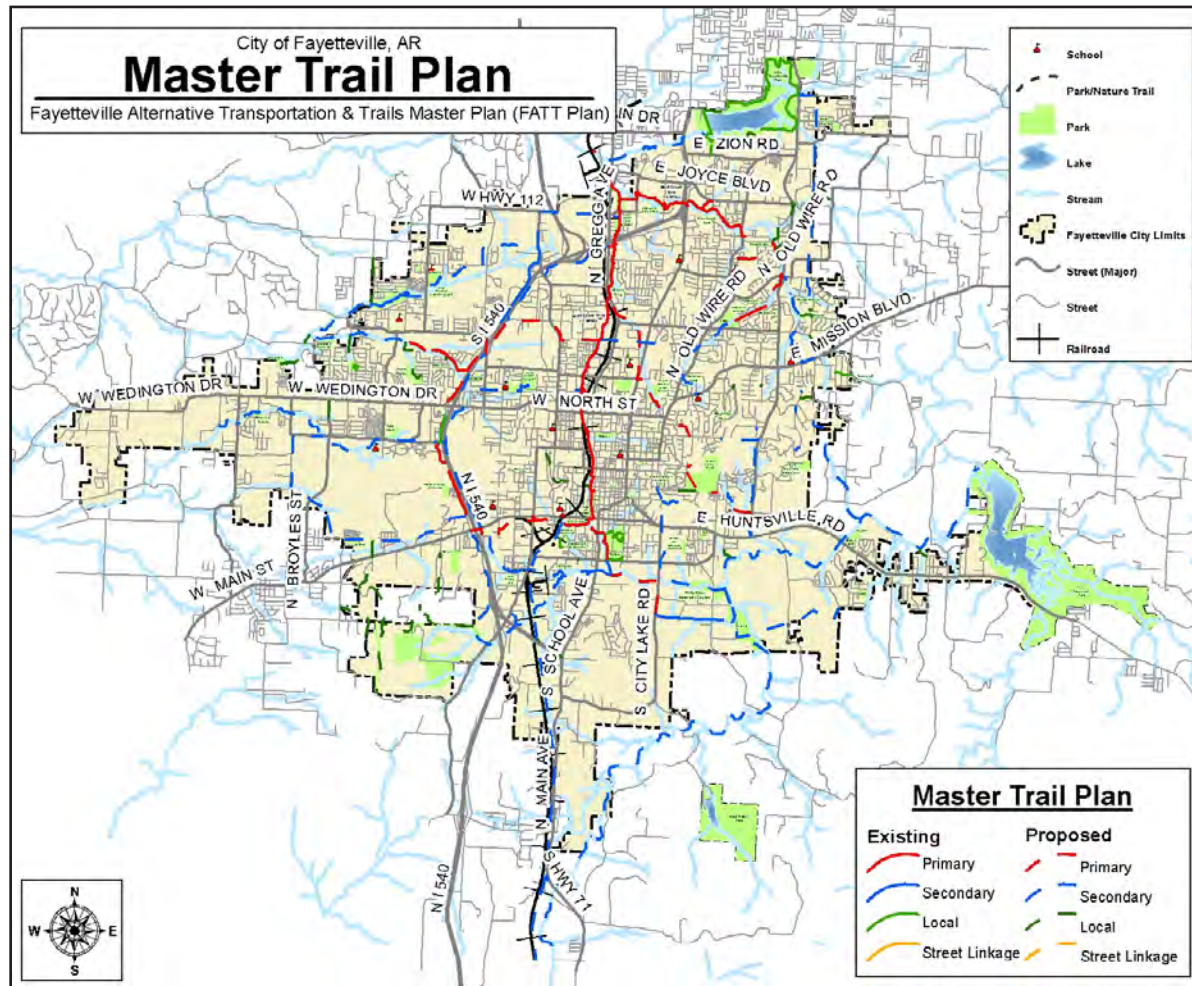 City of Fayetteville, AR
Master Trail Plan
Fayetteville Alternative Transportation & Trails Master Plan (FATT Plan)
School
Park/Nature Trail
Park
Lake
Stream
Fayetteville City Limits
Street (Major)
Street
Railroad
IN DR
E ZION RD
E JOYCE BLVD
W HWY 112
N GREGG AVE
N OLD WIRE RD
N OLD WIRE RD
S I 540
E MISSION BLVD.
W WEDINGTON DR
W WEDINGTON DR
W NORTH ST
N I 540
E HUNTSVILLE RD
N BROYLES ST
W MAIN ST
S SCHOOL AVE
S CITY LAKE RD
N MAIN AVE
N I 540
S HWY 71
N
W E
S
Master Trail Plan
Existing Proposed
Primary Primary
Secondary Secondary
Local Local
Street Linkage Street Linkage